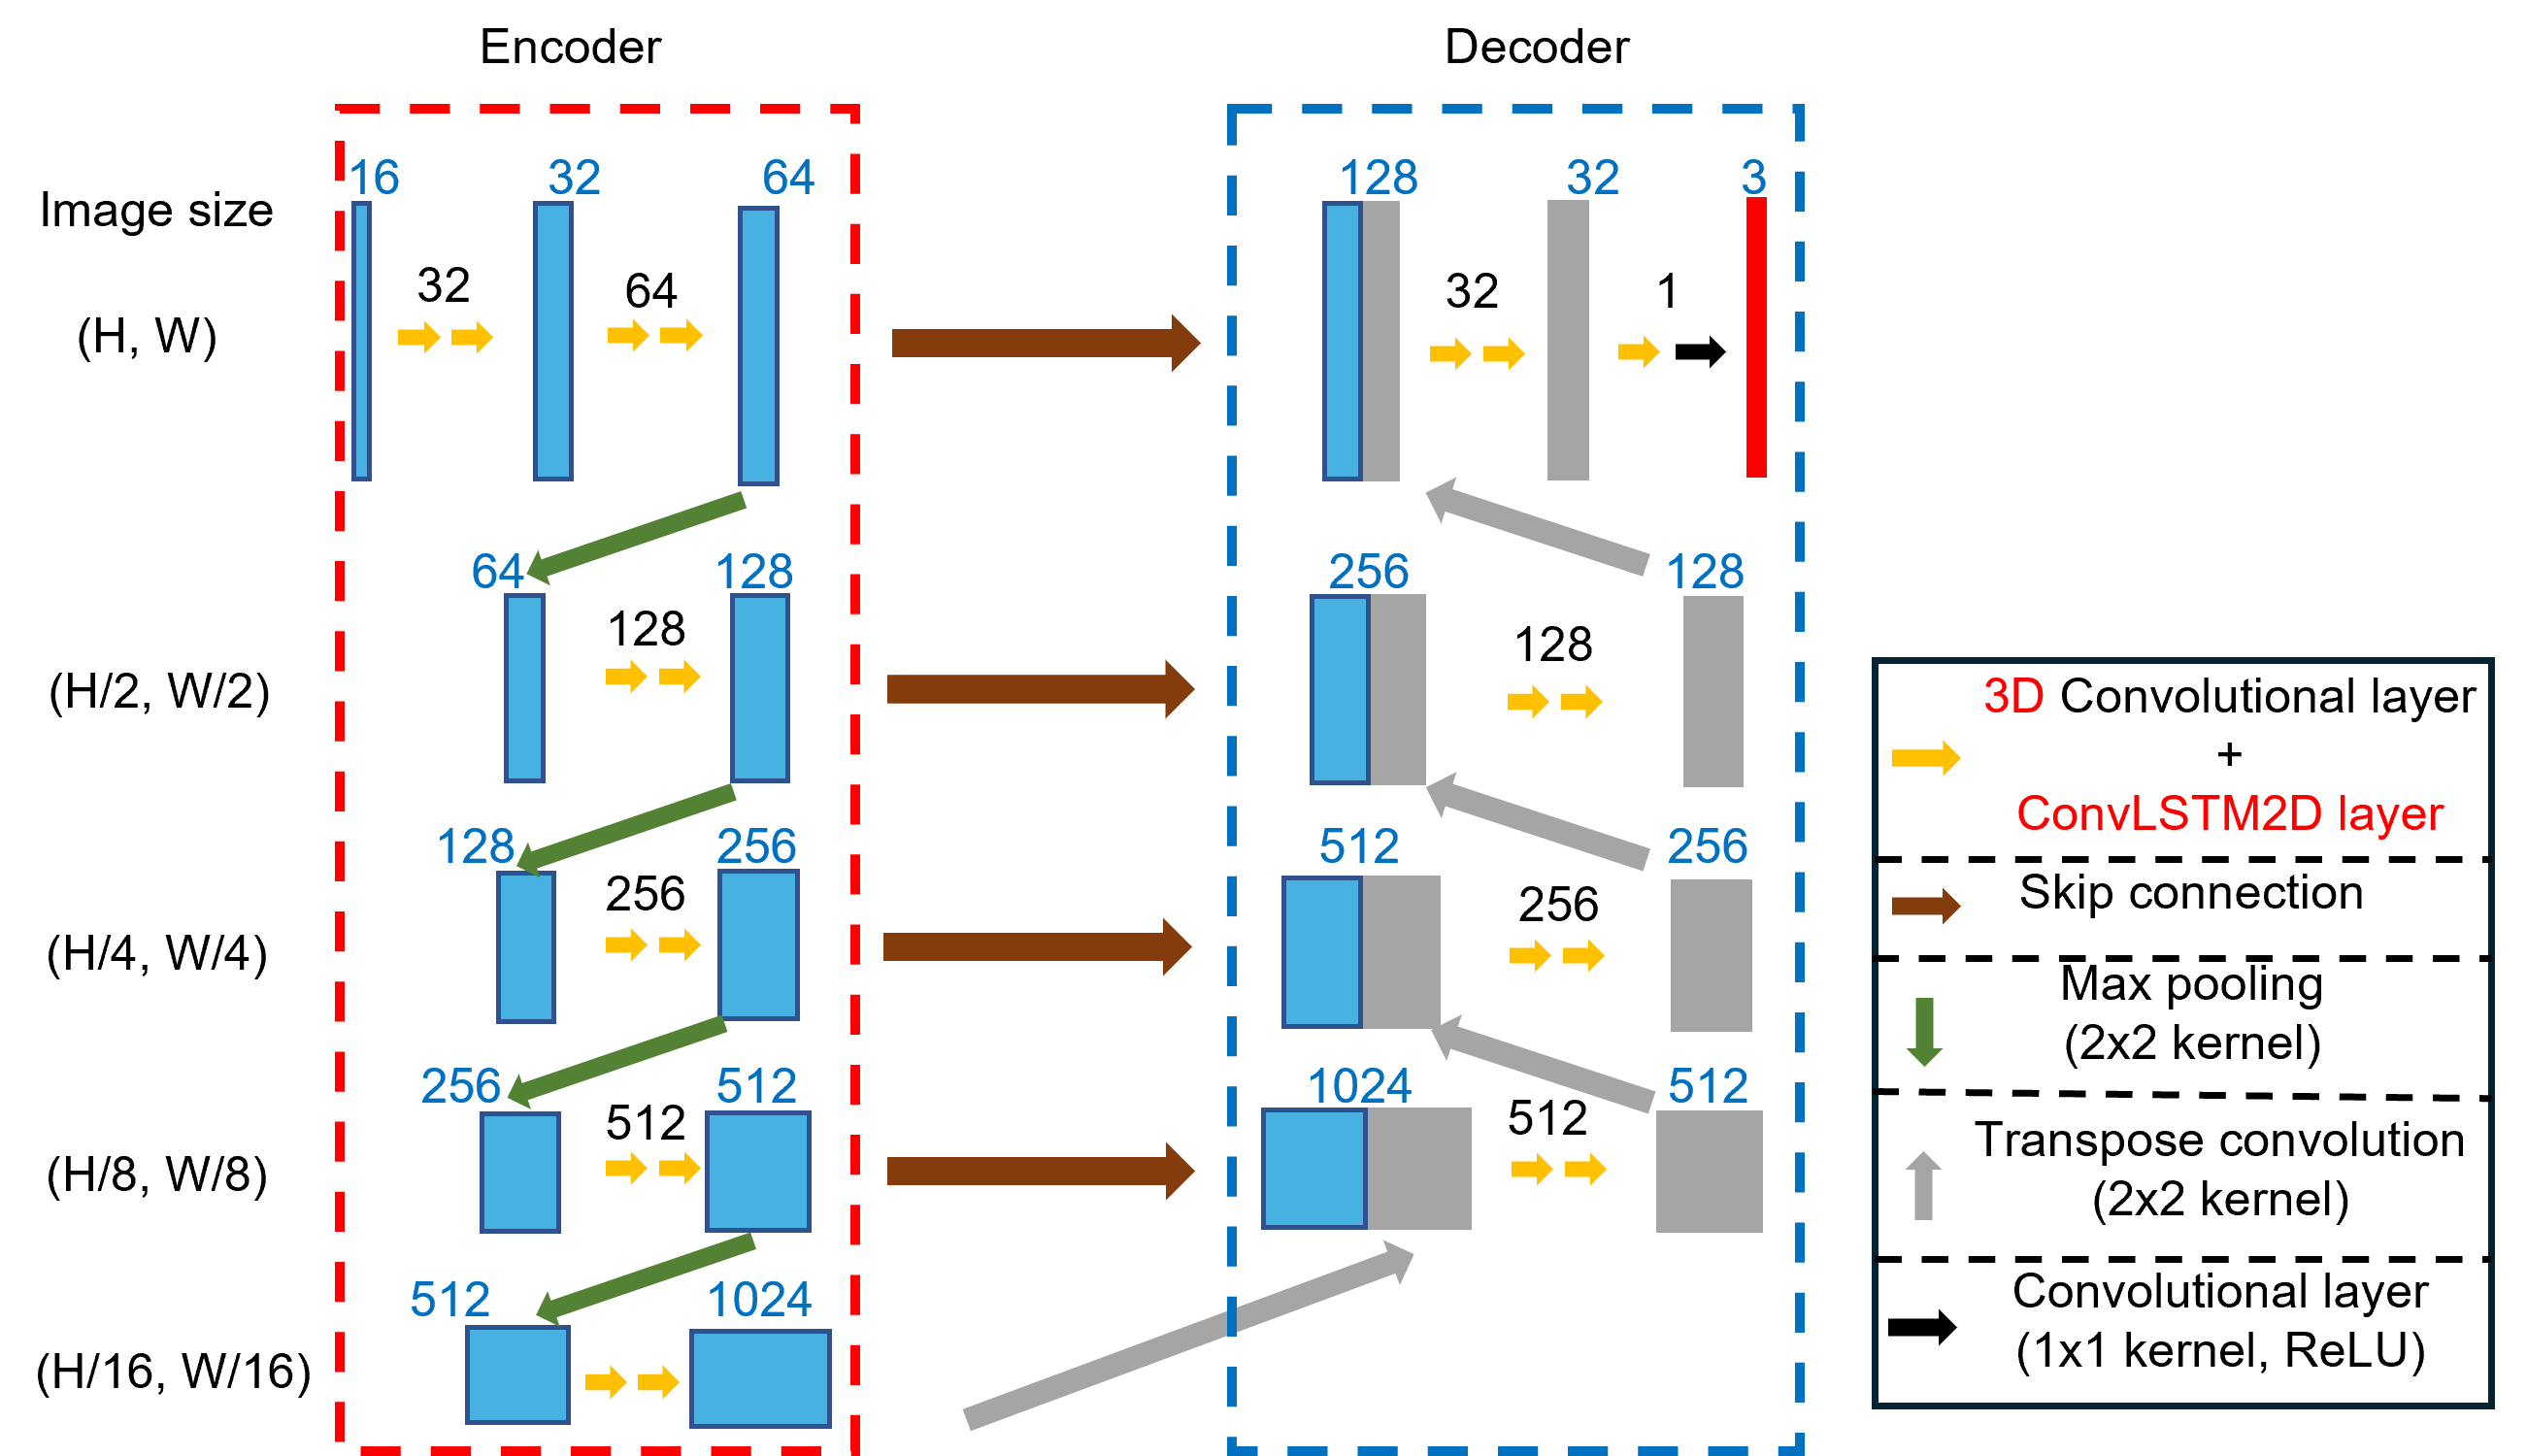 Encoder
Decoder
Image size
16
32
64
128
32
3
(H, W)
32
64
32
1
64
128
256
128
(H/2, W/2)
128
128
128
256
512
256
(H/4, W/4)
256
256
256
512
1024
512
(H/8, W/8)
512
512
512
1024
(H/16, W/16)
3D Convolutional layer
+
ConvLSTM2D layer
Skip connection
Max pooling
(2x2 kernel)
Transpose convolution
(2x2 kernel)
Convolutional layer
(1x1 kernel, ReLU)